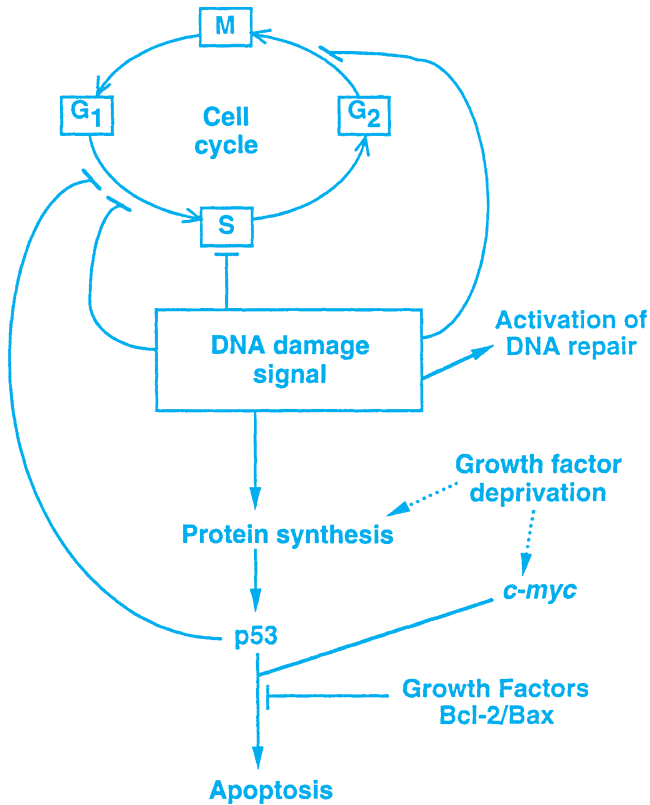 M
G1
G2
Cell
cycle
S
DNA damage
signal
Activation of
DNA repair
Growth factor
deprivation
Protein synthesis
c-myc
p53
Growth Factors
Bcl-2/Bax
Apoptosis